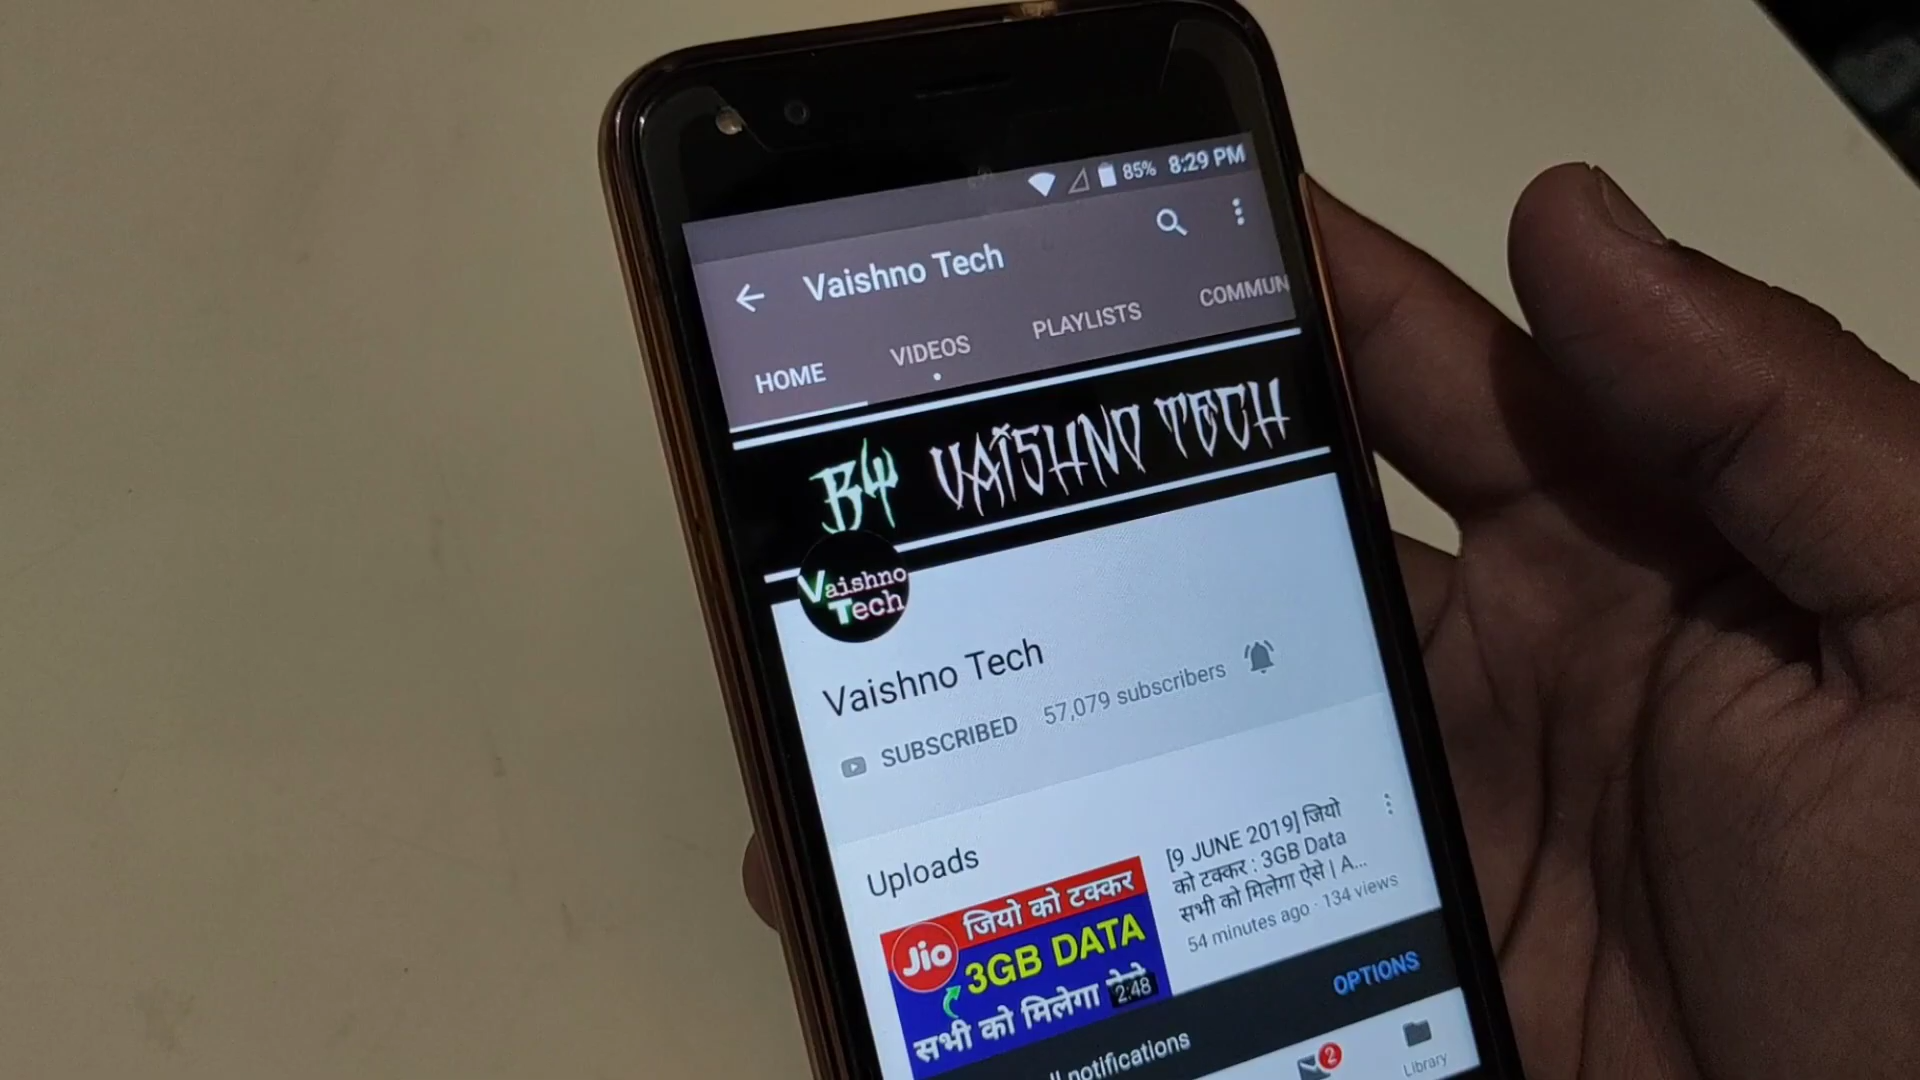 85% 8:29 PM
Vaishno Tech
HOME VIDEOS PLAYLISTS COMMUN
BY VAISHNO TECH
Vaishno
Tech
Vaishno Tech
SUBSCRIBED 57,079 subscribers
Uploads
[9 JUNE 2019] जियो
को टक्कर : 3GB Data
सभी को मिलेगा ऐसे | A...
54 minutes ago · 134 views
Jio जियो को टक्कर
3GB DATA
सभी को मिलेगा
2:48
OPTIONS
notifications
2
Library